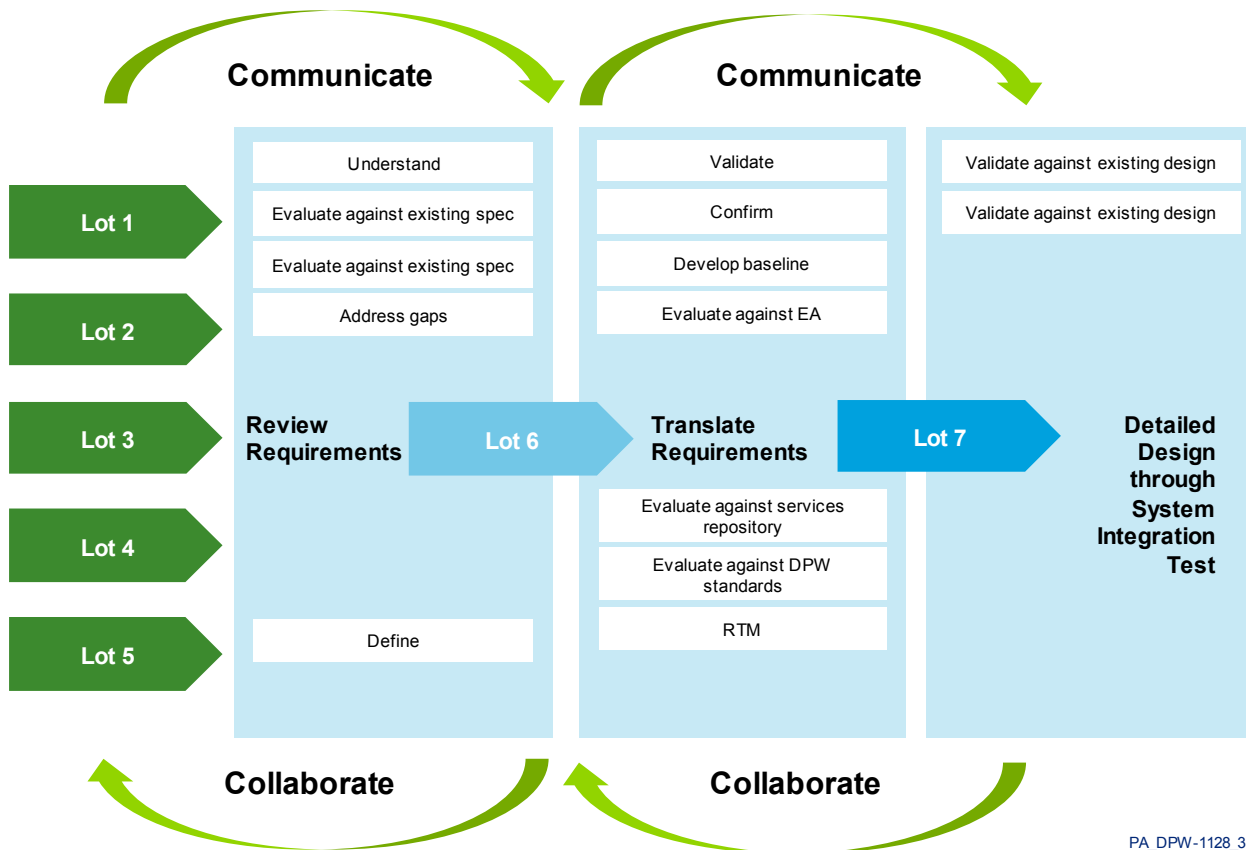 Communicate
Communicate
Lot 1
Lot 2
Lot 3
Lot 4
Lot 5
Understand
Evaluate against existing spec
Evaluate against existing spec
Address gaps
Review
Requirements
Define
Lot 6
Validate
Confirm
Develop baseline
Evaluate against EA
Translate
Requirements
Evaluate against services
repository
Evaluate against DPW
standards
RTM
Lot 7
Validate against existing design
Validate against existing design
Detailed
Design
through
System
Integration
Test
Collaborate
Collaborate
PA DPW-1128 3